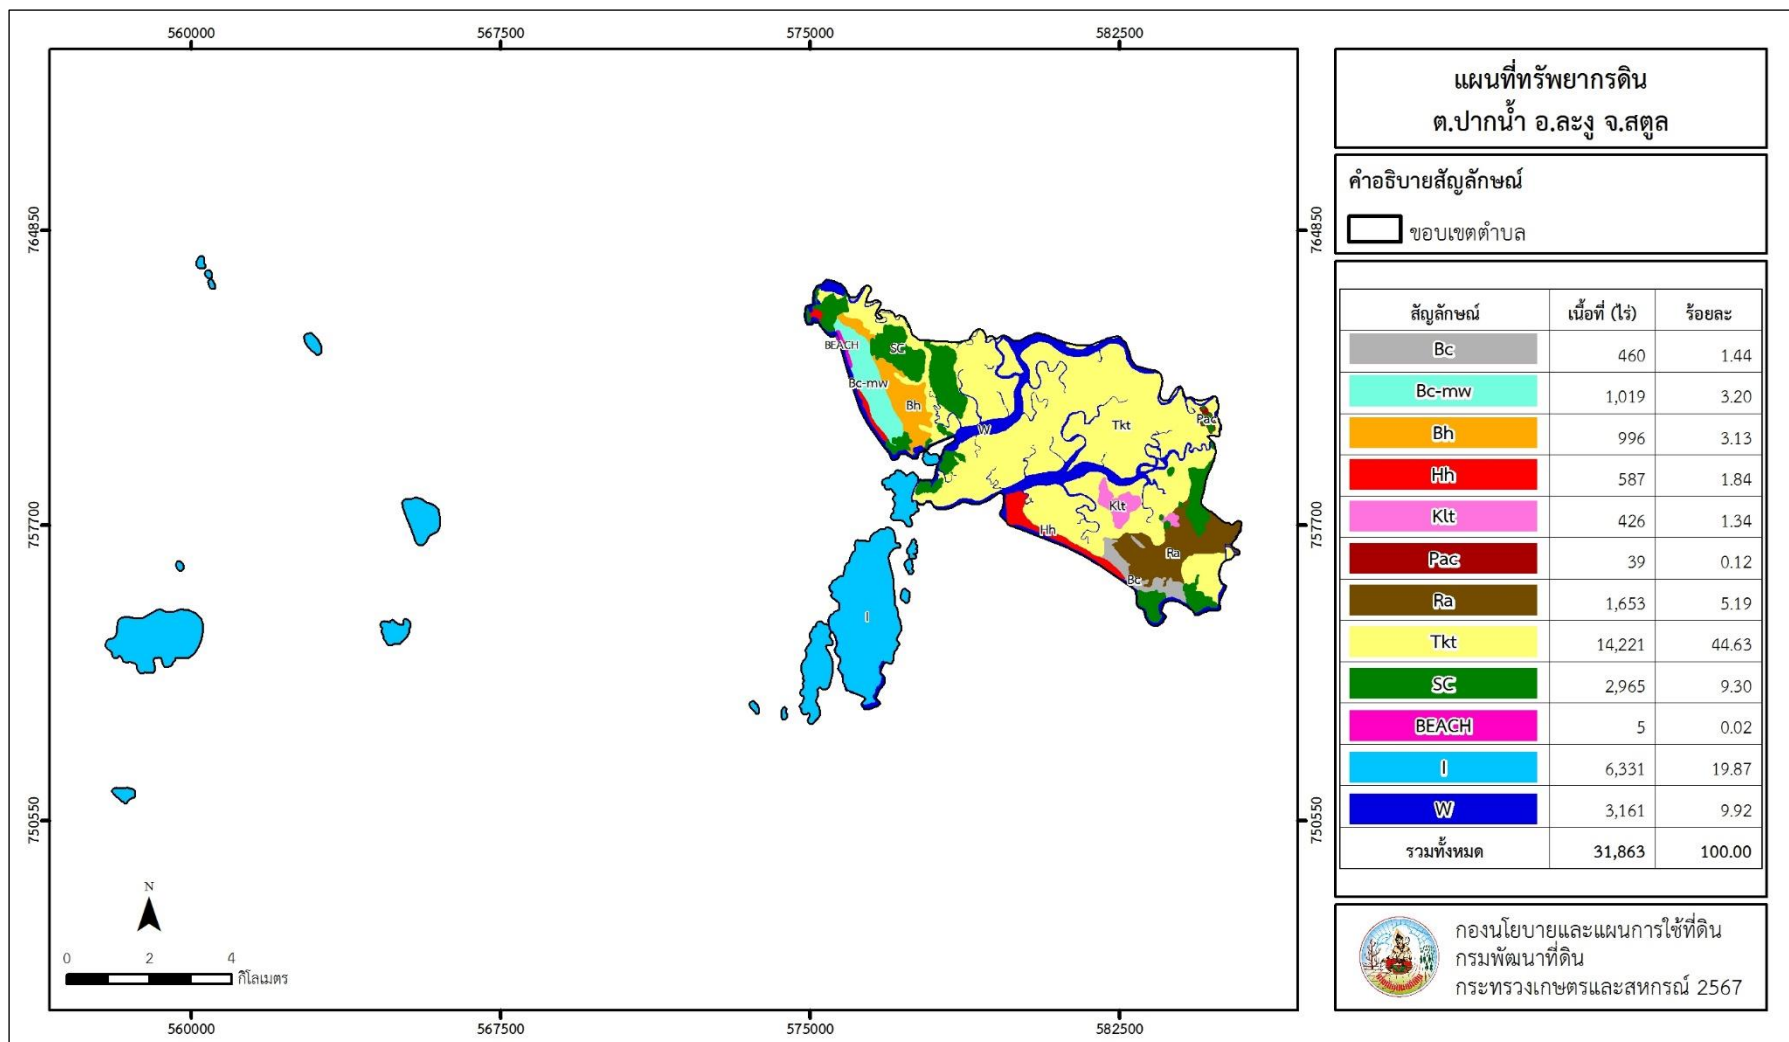 560000
567500
575000
582500
764850
757700
750550
764850
757700
750550
560000
567500
575000
582500
BEACH
SC
Bc-mw
Bh
W
Tkt
Pac
Klt
Hh
Ra
Bc
I
N
0 2 4
กิโลเมตร
แผนที่ทรัพยากรดิน
ต.ปากน้ำ อ.ละงู จ.สตูล
คำอธิบายสัญลักษณ์
ขอบเขตตำบล
สัญลักษณ์ เนื้อที่ (ไร่) ร้อยละ
Bc 460 1.44
Bc-mw 1,019 3.20
Bh 996 3.13
Hh 587 1.84
Klt 426 1.34
Pac 39 0.12
Ra 1,653 5.19
Tkt 14,221 44.63
SC 2,965 9.30
BEACH 5 0.02
I 6,331 19.87
W 3,161 9.92
รวมทั้งหมด 31,863 100.00
กองนโยบายและแผนการใช้ที่ดิน
กรมพัฒนาที่ดิน
กระทรวงเกษตรและสหกรณ์ 2567